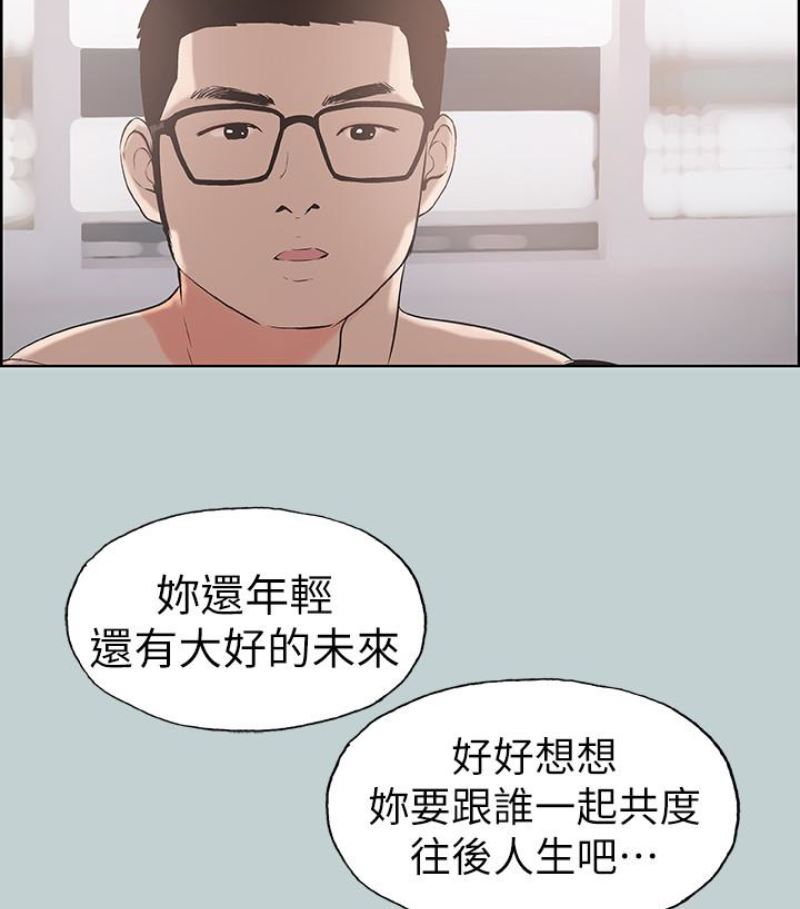 妳還年輕
還有大好的未來
好好想想
妳要跟誰一起共度
往後人生吧⋯